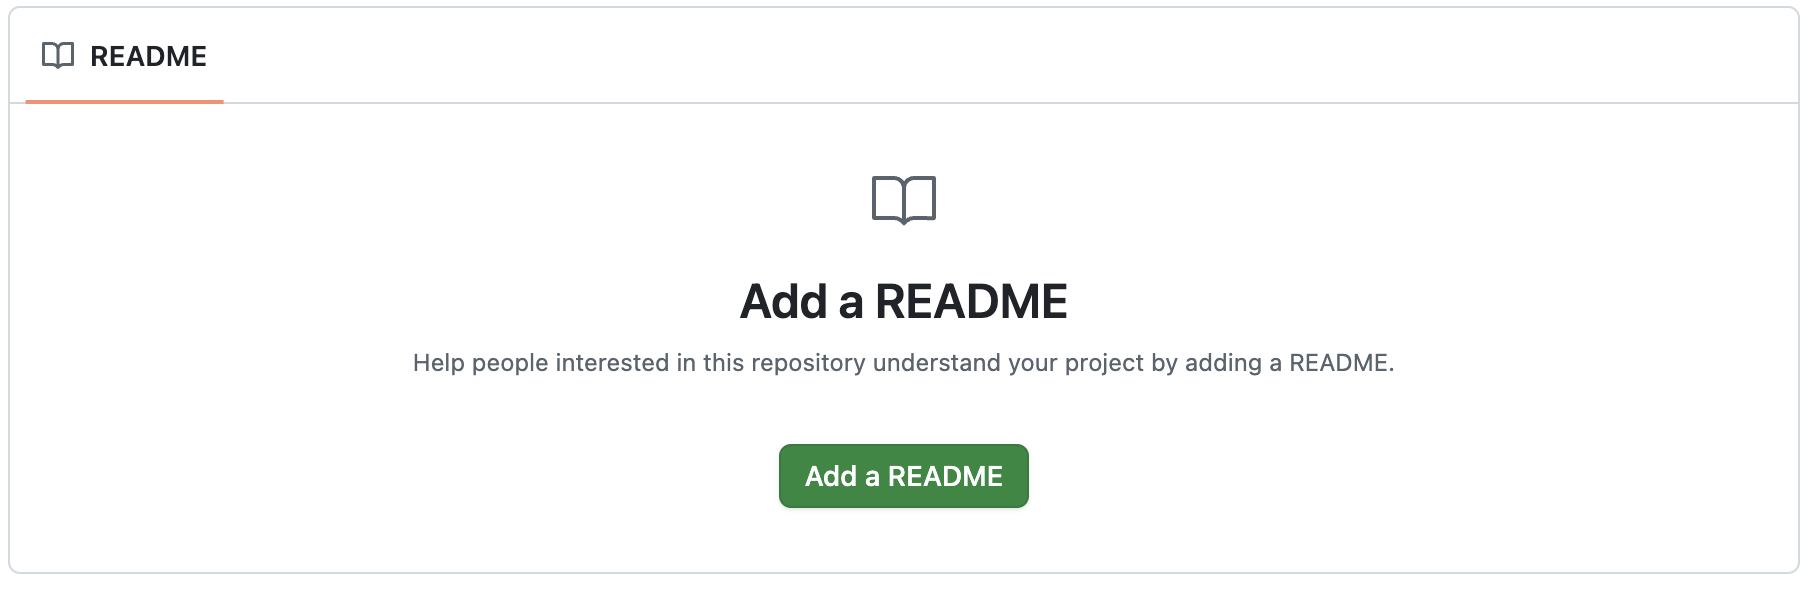 README
Add a README
Help people interested in this repository understand your project by adding a README.
Add a README